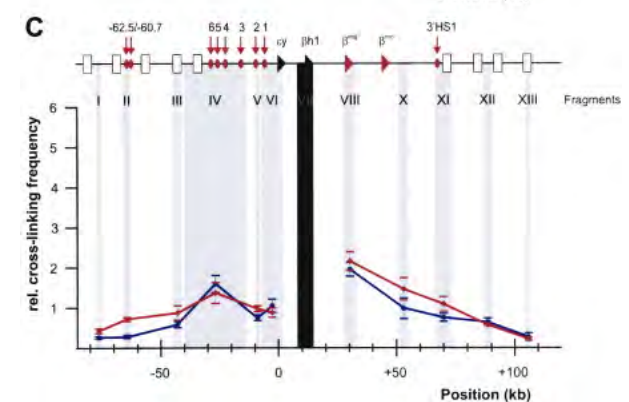 C
-62.5/-60.7 6 5 4 3 2 1 εy βh1 βmaj βmin 3'HS1
I II III IV V VI VII VIII X XI XII XIII Fragments
6
5
4
3
2
1
rel. cross-linking frequency
-50 0 +50 +100
Position (kb)